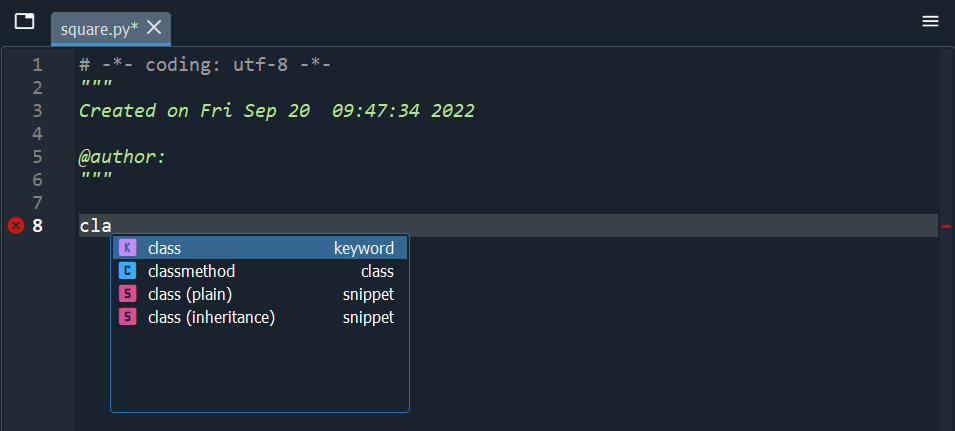 square.py*
1 # -*- coding: utf-8 -*-
2 """
3 Created on Fri Sep 20  09:47:34 2022
4
5 @author:
6 """
7
8 cla
K class keyword
C classmethod class
S class (plain) snippet
S class (inheritance) snippet